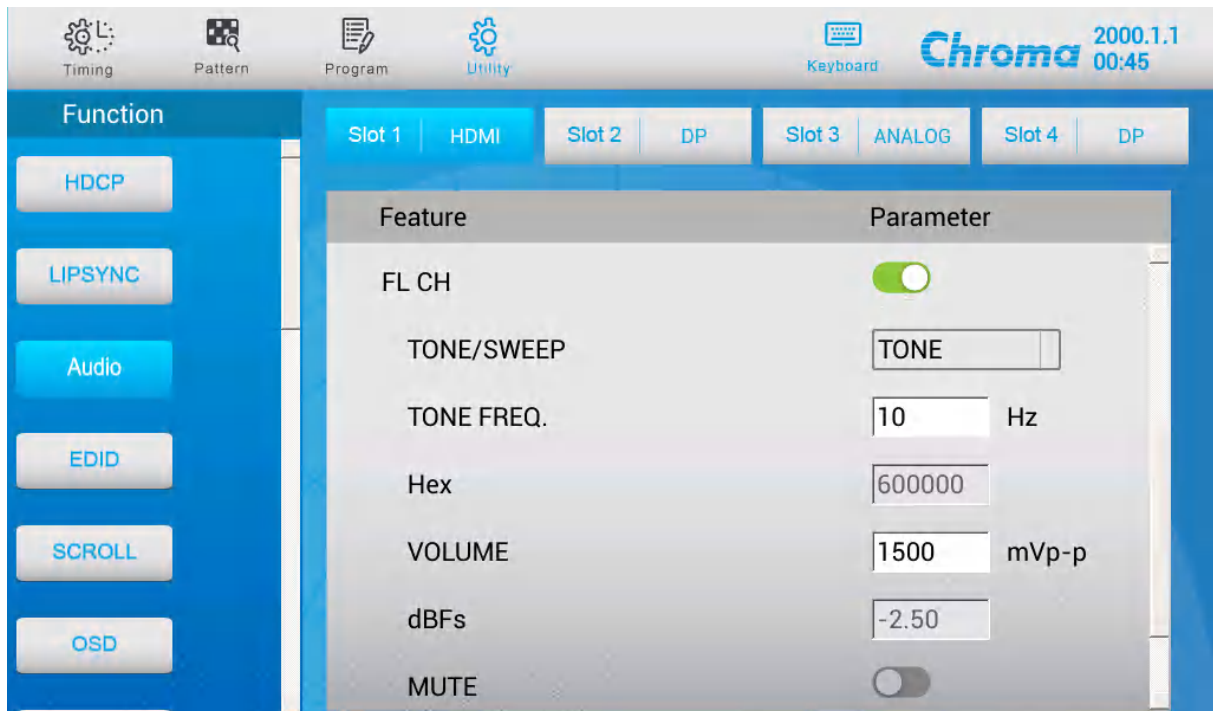 Timing
Pattern
Program
Utility
Keyboard
Chroma
2000.1.1
00:45
Function
HDCP
LIPSYNC
Audio
EDID
SCROLL
OSD
Slot 1 HDMI
Slot 2 DP
Slot 3 ANALOG
Slot 4 DP
Feature Parameter
FL CH
TONE/SWEEP TONE
TONE FREQ. 10 Hz
Hex 600000
VOLUME 1500 mVp-p
dBFs -2.50
MUTE